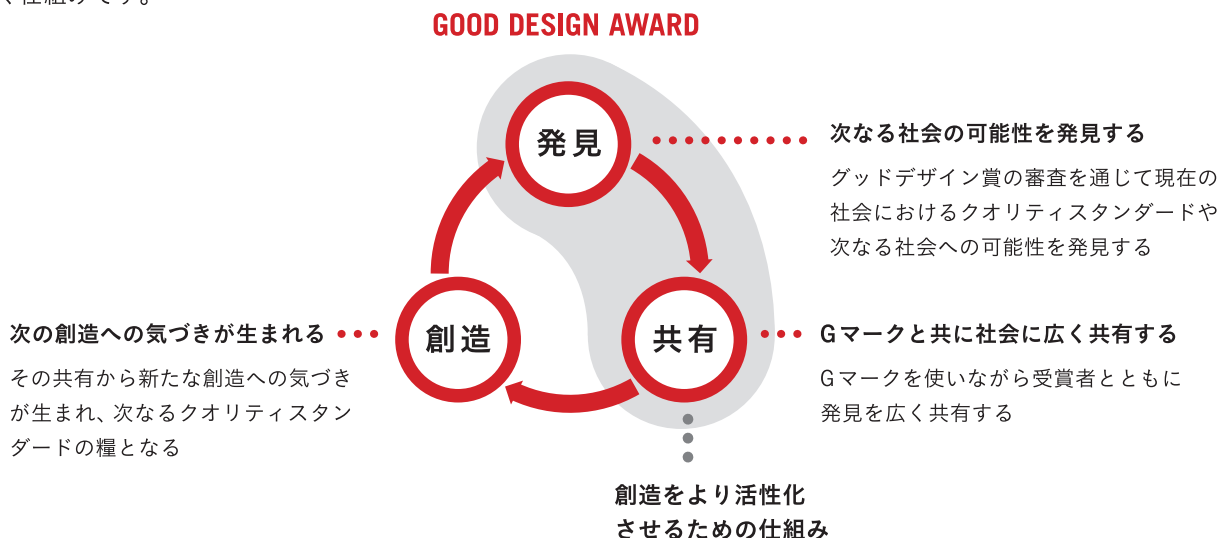 仕組みです。
GOOD DESIGN AWARD
発見
次なる社会の可能性を発見する
グッドデザイン賞の審査を通じて現在の
社会におけるクオリティスタンダードや
次なる社会への可能性を発見する
次の創造への気づきが生まれる
その共有から新たな創造への気づき
が生まれ、次なるクオリティスタン
ダードの糧となる
創造
共有
Gマークと共に社会に広く共有する
Gマークを使いながら受賞者とともに
発見を広く共有する
創造をより活性化
させるための仕組み